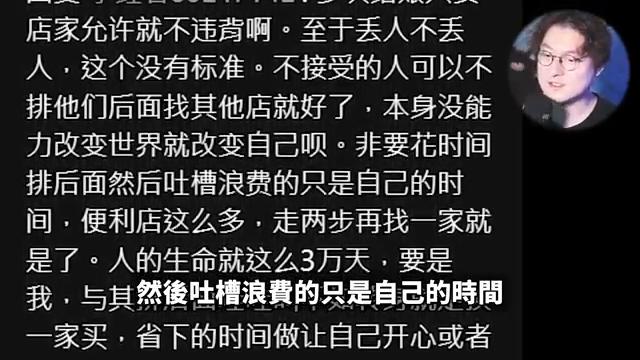 店家允许就不违背啊。至于丢人不丢
人，这个没有标准。不接受的人可以不
排他们后面找其他店就好了，本身没能
力改变世界就改变自己呗。非要花时间
排后面然后吐槽浪费的只是自己的时
间，便利店这么多，走两步再找一家就
是了。人的生命就这么3万天，要是
我，与其
然後吐槽浪費的只是自己的時間
一家买，省下的时间做让自己开心或者